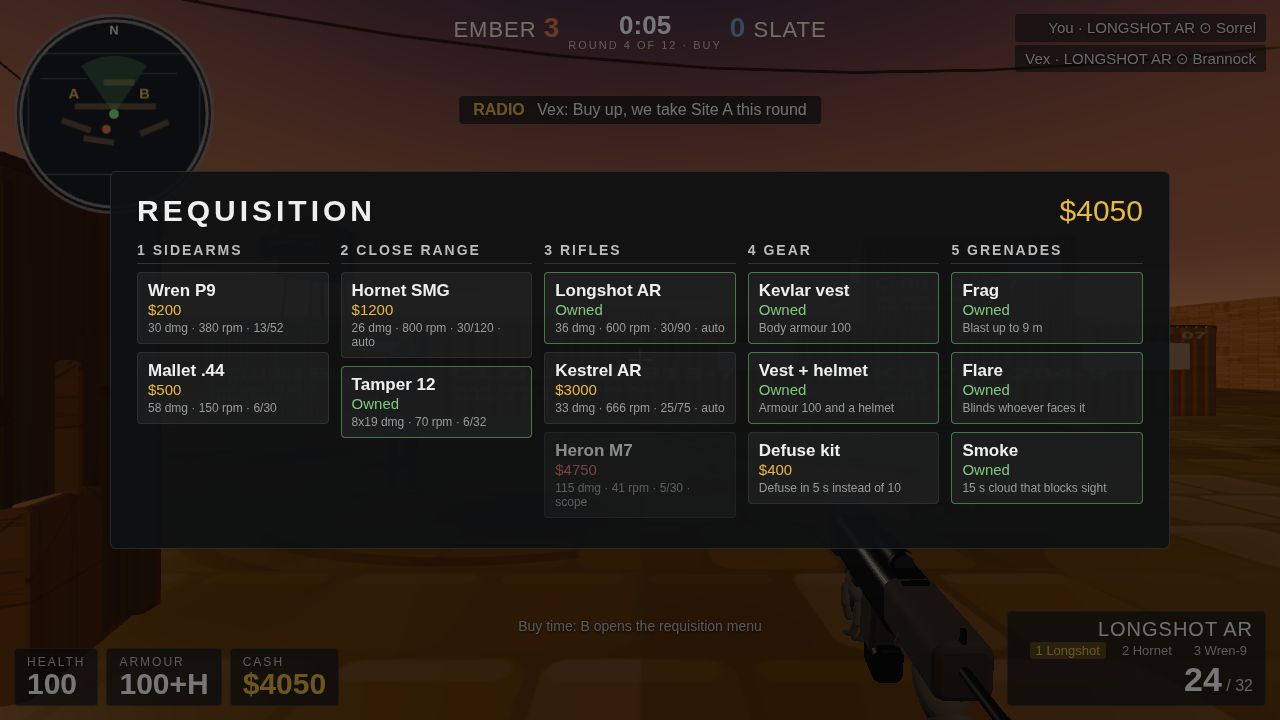 N
A
B
EMBER 3
0:05
ROUND 4 OF 12 · BUY
0 SLATE
You · LONGSHOT AR ⊙ Sorrel
Vex · LONGSHOT AR ⊙ Brannock
RADIO Vex: Buy up, we take Site A this round
REQUISITION
$4050
1 SIDEARMS
Wren P9
$200
30 dmg · 380 rpm · 13/52
Mallet .44
$500
58 dmg · 150 rpm · 6/30
2 CLOSE RANGE
Hornet SMG
$1200
26 dmg · 800 rpm · 30/120 ·
auto
Tamper 12
Owned
8x19 dmg · 70 rpm · 6/32
3 RIFLES
Longshot AR
Owned
36 dmg · 600 rpm · 30/90 · auto
Kestrel AR
$3000
33 dmg · 666 rpm · 25/75 · auto
Heron M7
$4750
115 dmg · 41 rpm · 5/30 ·
scope
4 GEAR
Kevlar vest
Owned
Body armour 100
Vest + helmet
Owned
Armour 100 and a helmet
Defuse kit
$400
Defuse in 5 s instead of 10
5 GRENADES
Frag
Owned
Blast up to 9 m
Flare
Owned
Blinds whoever faces it
Smoke
Owned
15 s cloud that blocks sight
07
Buy time: B opens the requisition menu
HEALTH
100
ARMOUR
100+H
CASH
$4050
LONGSHOT AR
1 Longshot 2 Hornet 3 Wren-9
24 / 32